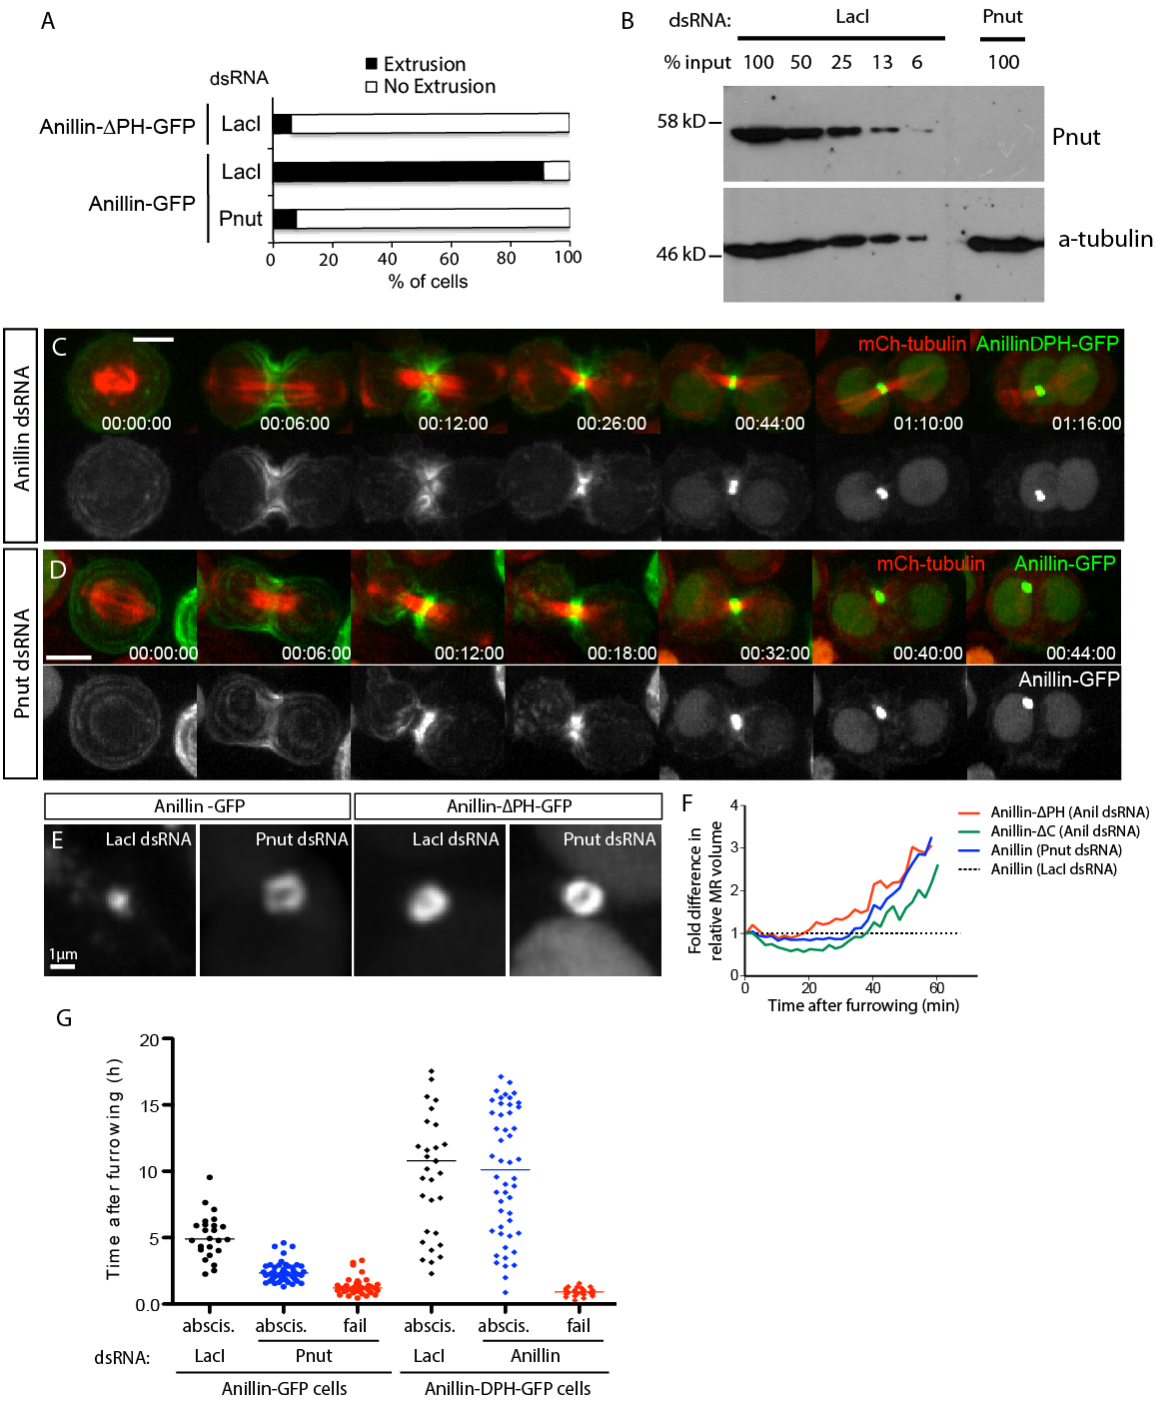 A
Extrusion
No Extrusion
dsRNA
Anillin-ΔPH-GFP
LacI
LacI
Anillin-GFP
Pnut
0 20 40 60 80 100
% of cells
B
dsRNA: LacI Pnut
% input 100 50 25 13 6 100
58 kD
Pnut
46 kD
a-tubulin
Anillin dsRNA
C
mCh-tubulin AnillinDPH-GFP
00:00:00 00:06:00 00:12:00 00:26:00 00:44:00 01:10:00 01:16:00
Pnut dsRNA
D
mCh-tubulin Anillin-GFP
00:00:00 00:06:00 00:12:00 00:18:00 00:32:00 00:40:00 00:44:00
Anillin-GFP
Anillin -GFP Anillin-ΔPH-GFP
E
LacI dsRNA Pnut dsRNA LacI dsRNA Pnut dsRNA
1µm
F
4
3
2
1
0
Fold difference in
relative MR volume
0 20 40 60
Time after furrowing (min)
Anillin-ΔPH (Anil dsRNA)
Anillin-ΔC (Anil dsRNA)
Anillin (Pnut dsRNA)
Anillin (LacI dsRNA)
G
20
15
10
5
0.0
Time after furrowing (h)
abscis. abscis. fail abscis. abscis. fail
dsRNA: LacI Pnut LacI Anillin
Anillin-GFP cells Anillin-DPH-GFP cells